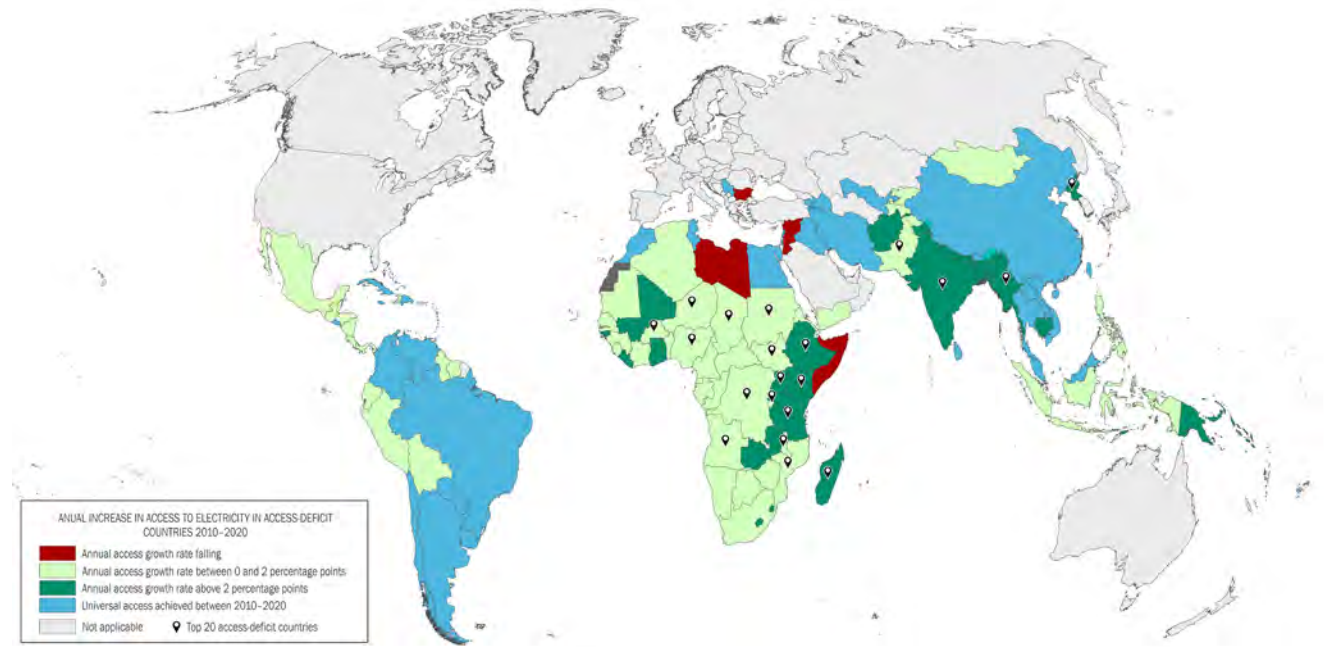 ANUAL INCREASE IN ACCESS TO ELECTRICITY IN ACCESS-DEFICIT
COUNTRIES 2010–2020
Annual access growth rate falling
Annual access growth rate between 0 and 2 percentage points
Annual access growth rate above 2 percentage points
Universal access achieved between 2010–2020
Not applicable
Top 20 access-deficit countries